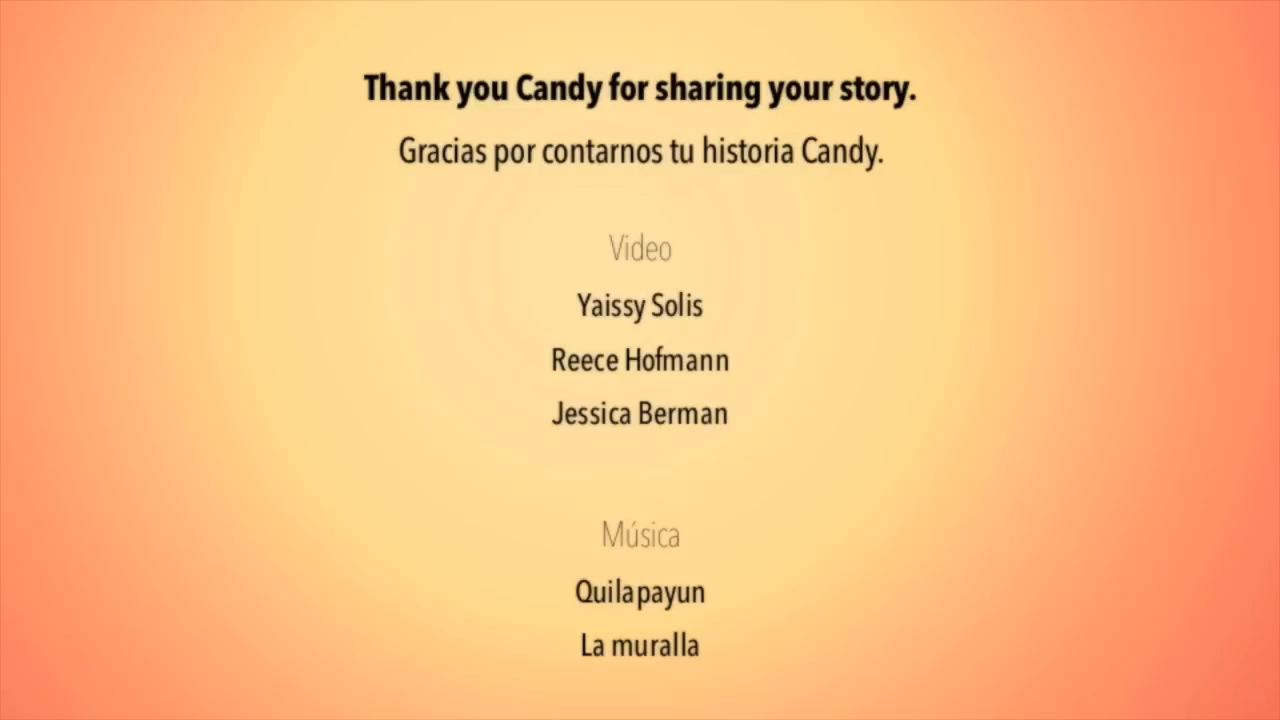 Thank you Candy for sharing your story.
Gracias por contarnos tu historia Candy.
Video
Yaissy Solis
Reece Hofmann
Jessica Berman
Música
Quilapayun
La muralla